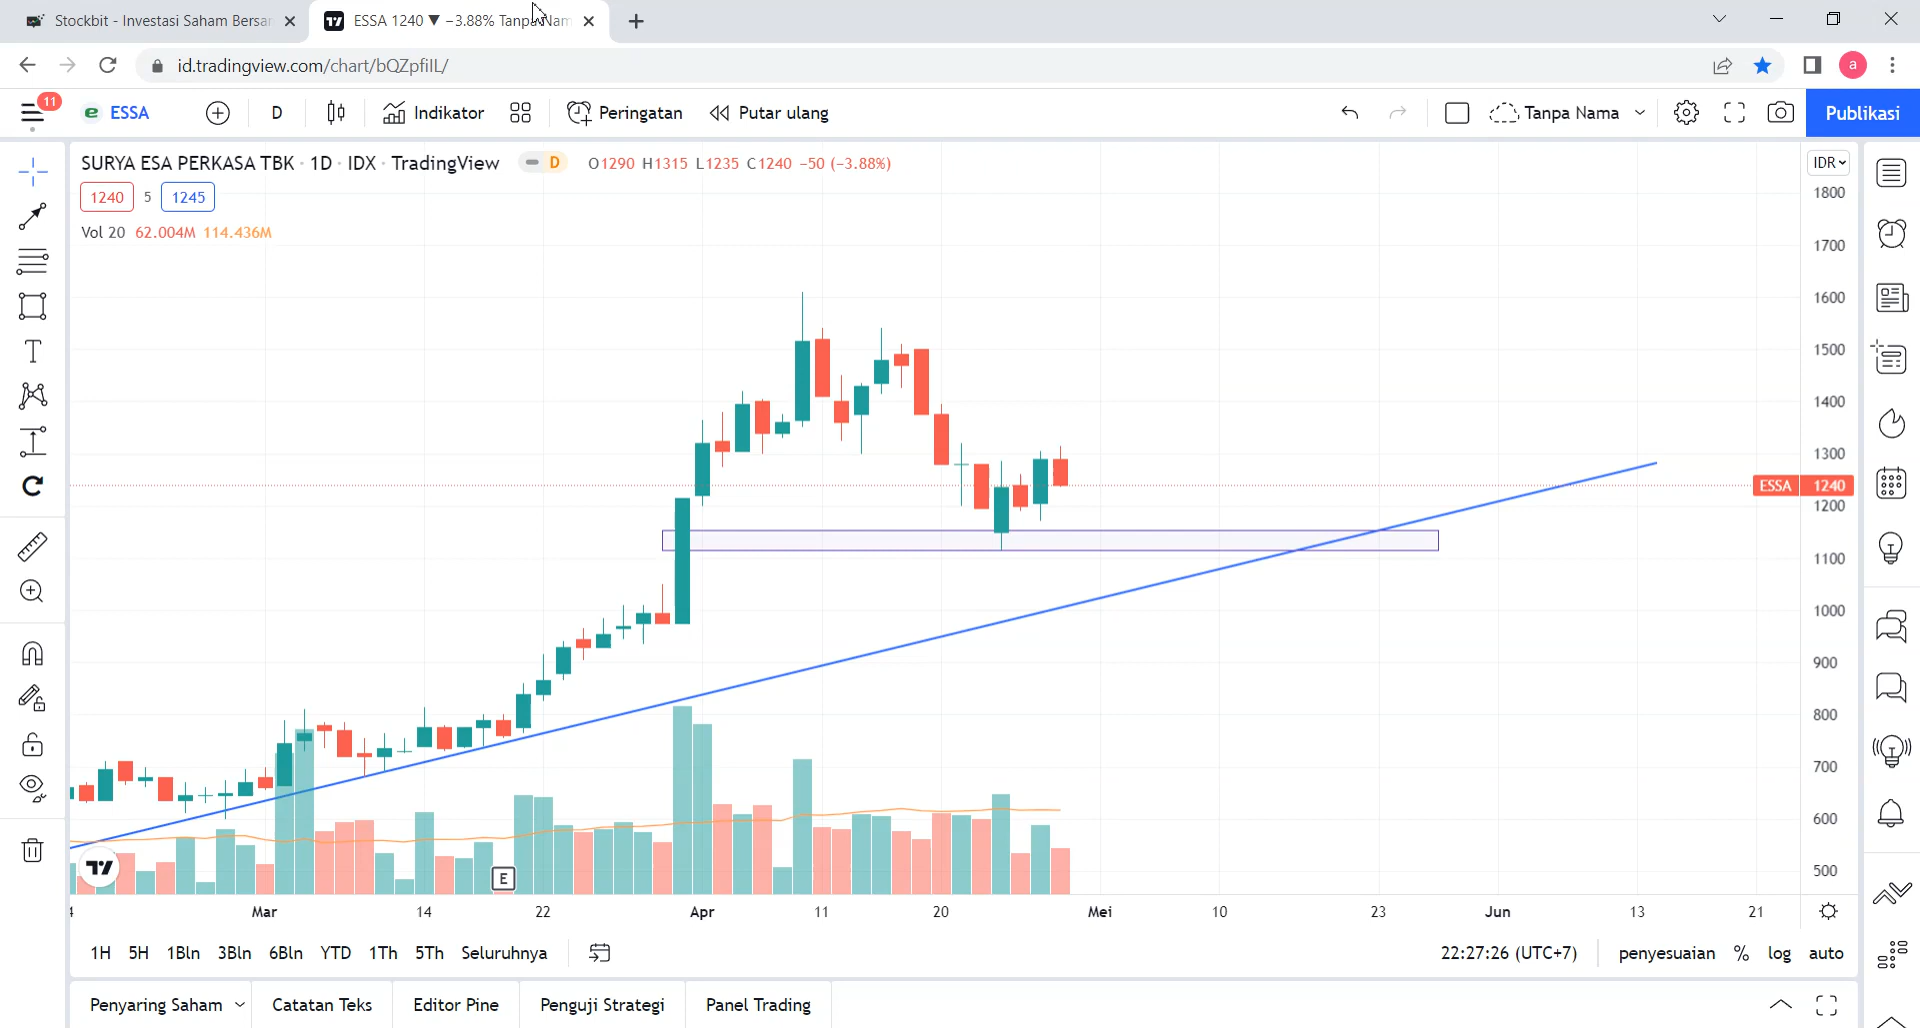 Stockbit - Investasi Saham Bersa
ESSA 1240 ▼ −3.88% Tanpa Nam
id.tradingview.com/chart/bQZpfiIL/
a
11
ESSA
D
Indikator
Peringatan
Putar ulang
Tanpa Nama
Publikasi
SURYA ESA PERKASA TBK · 1D · IDX · TradingView
D
O1290 H1315 L1235 C1240 −50 (−3.88%)
IDR
1240 5 1245
Vol 20 62.004M 114.436M
1800
1700
1600
1500
1400
1300
ESSA 1240
1200
1100
1000
900
800
700
600
500
E
4 Mar 14 22 Apr 11 20 Mei 10 23 Jun 13 21
1H 5H 1Bln 3Bln 6Bln YTD 1Th 5Th Seluruhnya
22:27:26 (UTC+7) penyesuaian % log auto
Penyaring Saham Catatan Teks Editor Pine Penguji Strategi Panel Trading